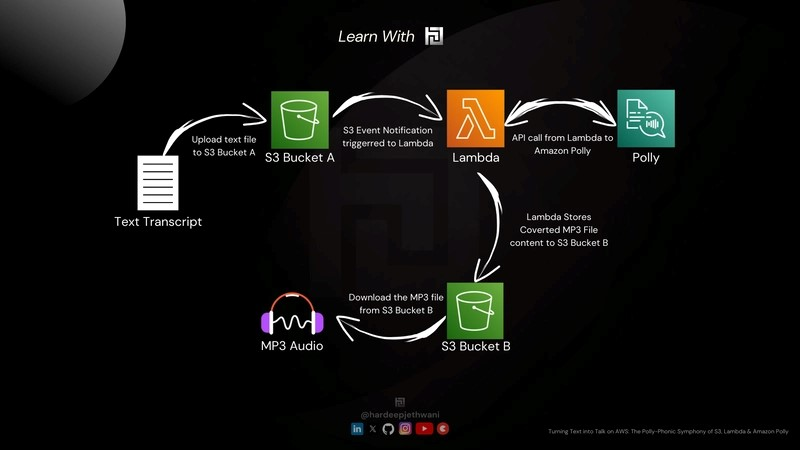 Learn With
Upload text file
to S3 Bucket A
S3 Bucket A
S3 Event Notification
triggerred to Lambda
Lambda
API call from Lambda to
Amazon Polly
Polly
Text Transcript
Lambda Stores
Coverted MP3 File
content to S3 Bucket B
Download the MP3 file
from S3 Bucket B
MP3 Audio
S3 Bucket B
@hardeepjethwani
Turning Text into Talk on AWS: The Polly-Phonic Symphony of S3, Lambda & Amazon Polly